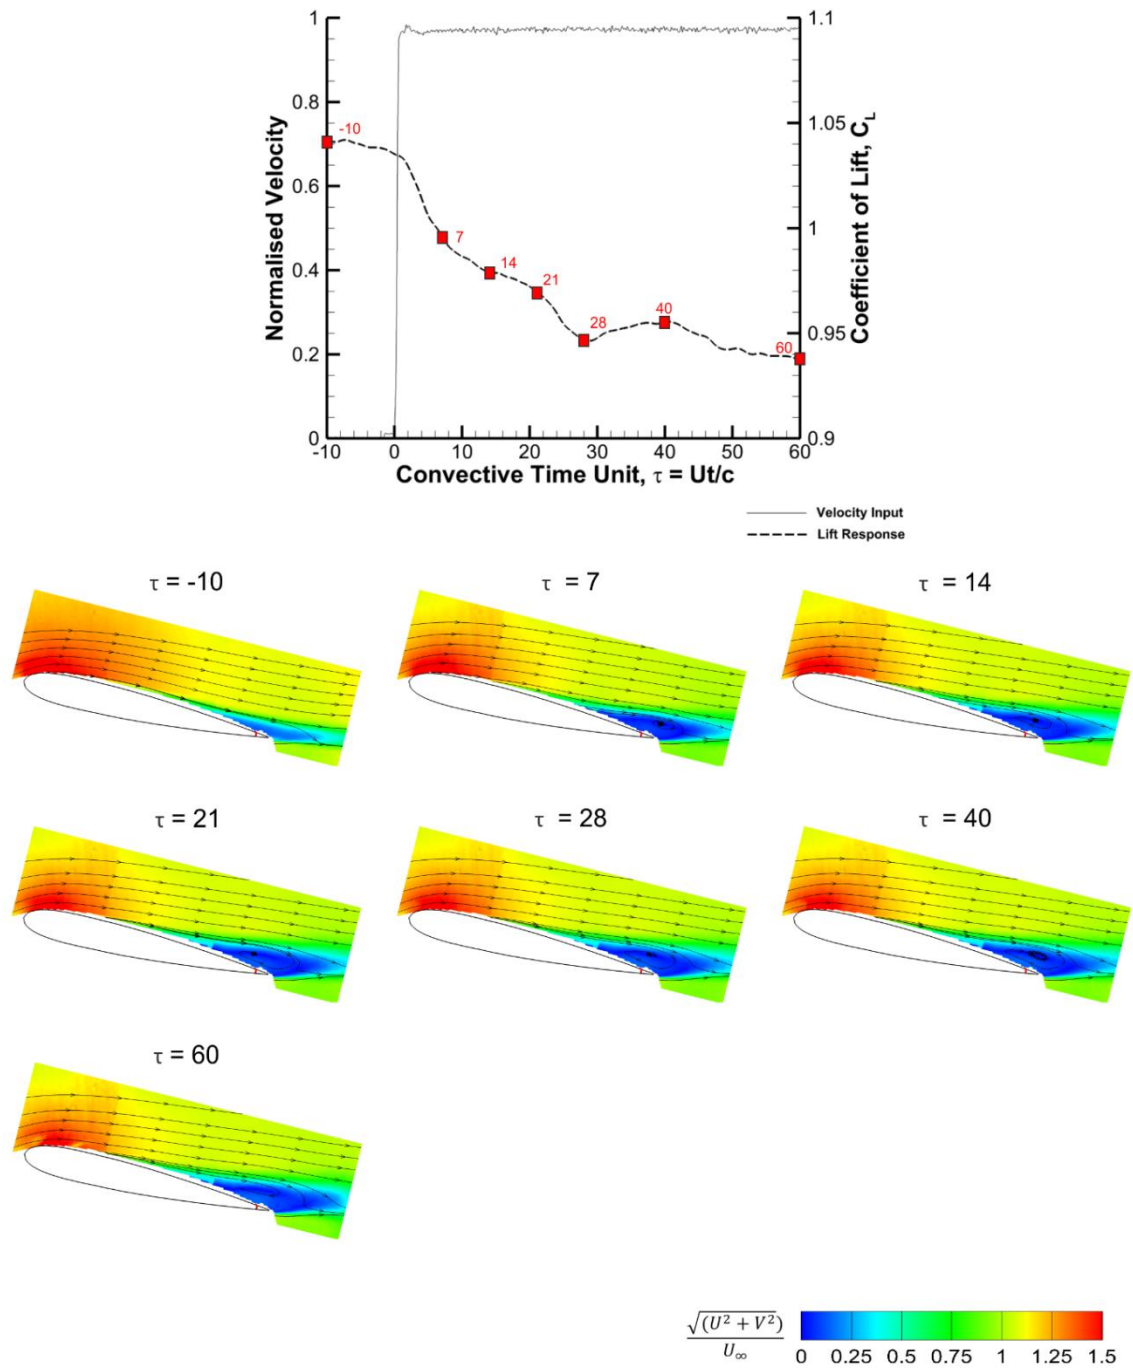 1
0.8
0.6
0.4
0.2
0
Normalised Velocity
1.1
1.05
1
0.95
0.9
Coefficient of Lift, C_L
-10
7
14
21
28
40
60
-10 0 10 20 30 40 50 60
Convective Time Unit, τ = Ut/c
Velocity Input
Lift Response
τ = -10
τ = 7
τ = 14
τ = 21
τ = 28
τ = 40
τ = 60
√(U² + V²)
U∞
0 0.25 0.5 0.75 1 1.25 1.5